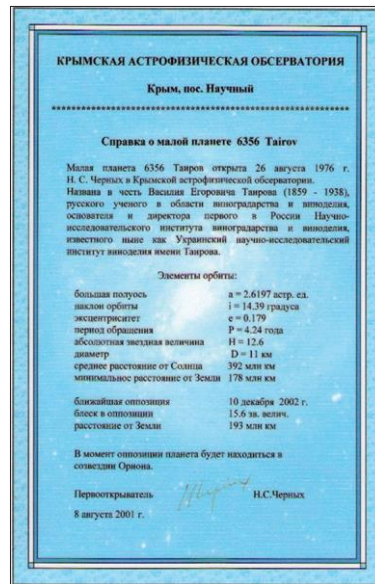 КРЫМСКАЯ АСТРОФИЗИЧЕСКАЯ ОБСЕРВАТОРИЯ
Крым, пос. Научный
Справка о малой планете 6356 Tairov
Малая планета 6356 Таиров открыта 26 августа 1976 г.
Н. С. Черных в Крымской астрофизической обсерватории.
Названа в честь Василия Егоровича Таирова (1859 - 1938),
русского ученого в области виноградарства и виноделия,
основателя и директора первого в России Научно-
исследовательского института виноградарства и виноделия,
известного ныне как Украинский научно-исследовательский
институт виноделия имени Таирова.
Элементы орбиты:
большая полуось a = 2.6197 астр. ед.
наклон орбиты i = 14.39 градуса
эксцентриситет e = 0.179
период обращения P = 4.24 года
абсолютная звездная величина H = 12.6
диаметр D = 11 км
среднее расстояние от Солнца 392 млн км
минимальное расстояние от Земли 178 млн км
ближайшая оппозиция 10 декабря 2002 г.
блеск в оппозиции 15.6 зв. велич.
расстояние от Земли 193 млн км
В момент оппозиции планета будет находиться в
созвездии Ориона.
Первооткрыватель Н.С.Черных
8 августа 2001 г.